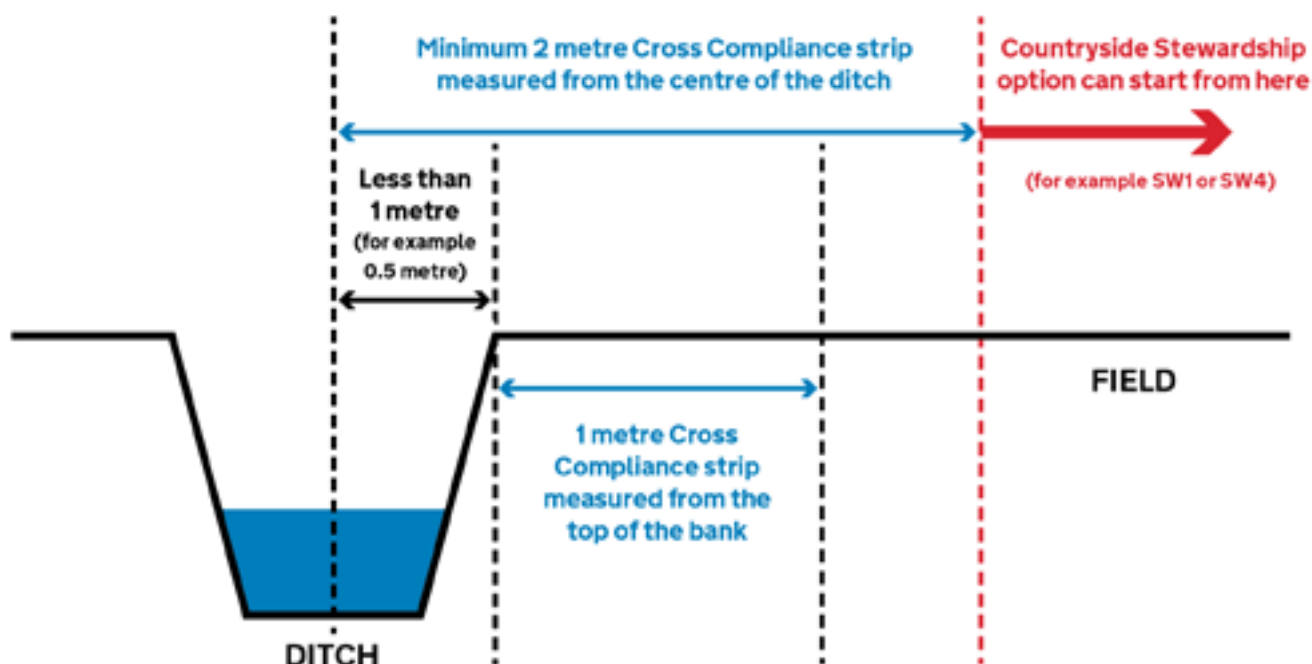 Minimum 2 metre Cross Compliance strip
measured from the centre of the ditch
Countryside Stewardship
option can start from here
(for example SW1 or SW4)
Less than
1 metre
(for example
0.5 metre)
FIELD
1 metre Cross
Compliance strip
measured from the
top of the bank
DITCH